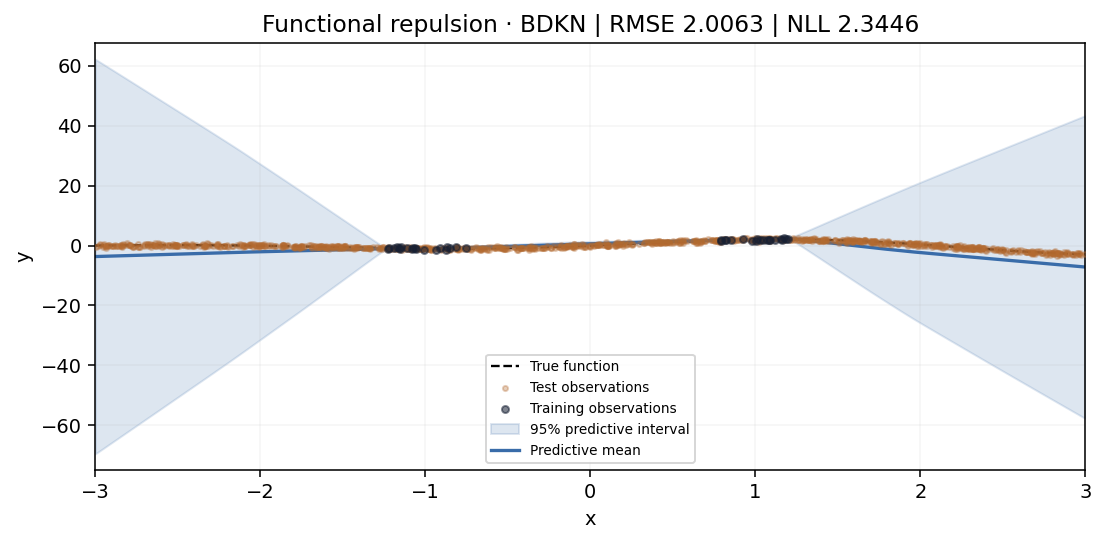 Functional repulsion · BDKN | RMSE 2.0063 | NLL 2.3446
60
40
20
0
−20
−40
−60
y
True function
Test observations
Training observations
95% predictive interval
Predictive mean
−3 −2 −1 0 1 2 3
x